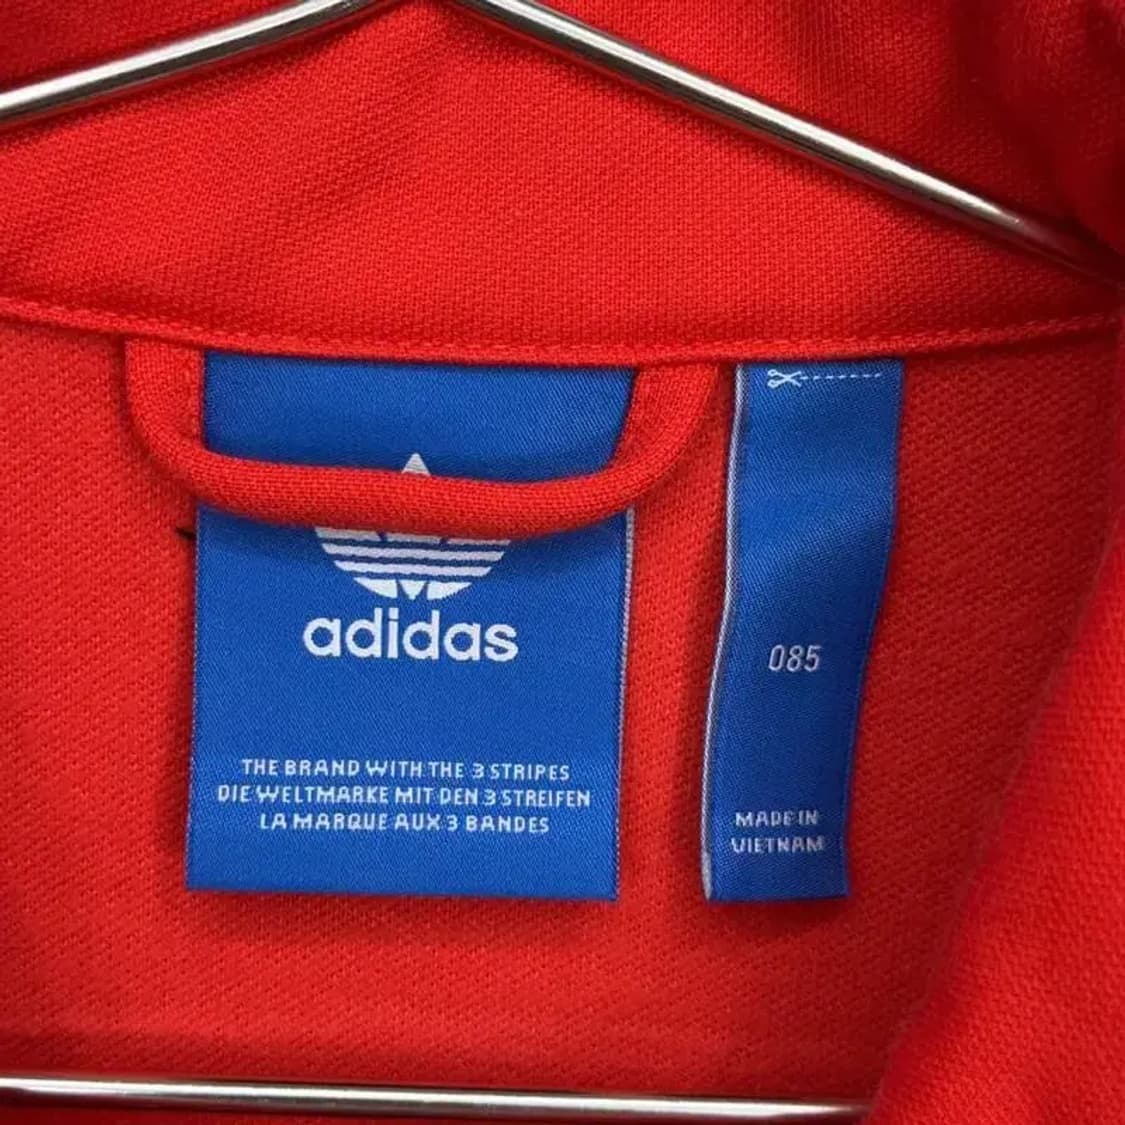 adidas
THE BRAND WITH THE 3 STRIPES
DIE WELTMARKE MIT DEN 3 STREIFEN
LA MARQUE AUX 3 BANDES
085
MADE IN
VIETNAM